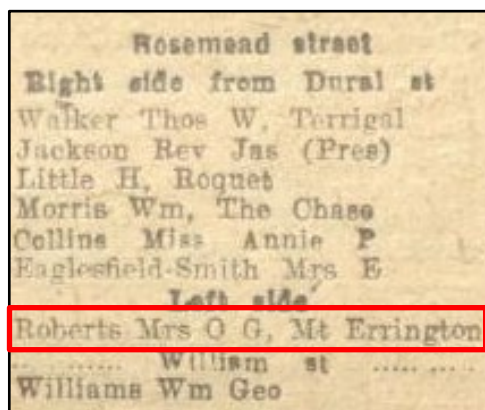 Rosemead street
Right side from Dural st
Walker Thos W, Terrigal
Jackson Rev Jas (Pres)
Little H, Roquet
Morris Wm, The Chase
Collins Miss Annie P
Eaglesfield-Smith Mrs E
Left side
Roberts Mrs O G, Mt Errington
.. ...... William st ..... ... .
Williams Wm Geo